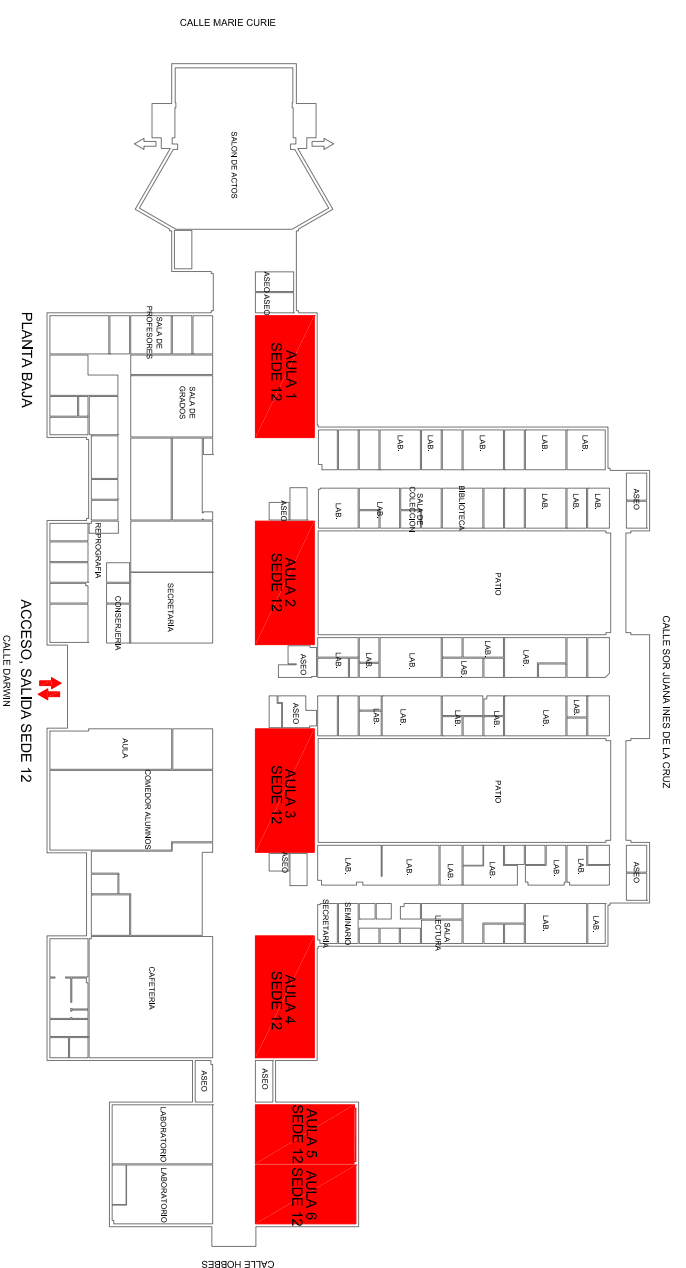 CALLE MARIE CURIE
SALON DE ACTOS
ASEO
ASEO
PLANTA BAJA
SALA DE
PROFESORES
AULA 1
SEDE 12
SALA DE
GRADOS
LAB.
LAB.
LAB.
LAB.
LAB.
ASEO
ASEO
LAB.
LAB.
SALA DE
COLECCION
BIBLIOTECA
LAB.
LAB.
LAB.
REPROGRAFIA
CONSERJERIA
SECRETARIA
AULA 2
SEDE 12
PATIO
ACCESO, SALIDA SEDE 12
CALLE DARWIN
CALLE SOR JUANA INES DE LA CRUZ
ASEO
LAB.
LAB.
LAB.
LAB.
LAB.
LAB.
ASEO
LAB.
LAB.
LAB.
LAB.
LAB.
LAB.
AULA
COMEDOR ALUMNOS
AULA 3
SEDE 12
PATIO
ASEO
LAB.
LAB.
LAB.
LAB.
LAB.
LAB.
ASEO
SECRETARIA
SEMINARIO
SALA
LECTURA
LAB.
LAB.
CAFETERIA
AULA 4
SEDE 12
ASEO
ASEO
LABORATORIO
AULA 5
SEDE 12
LABORATORIO
AULA 6
SEDE 12
CALLE HOBBES